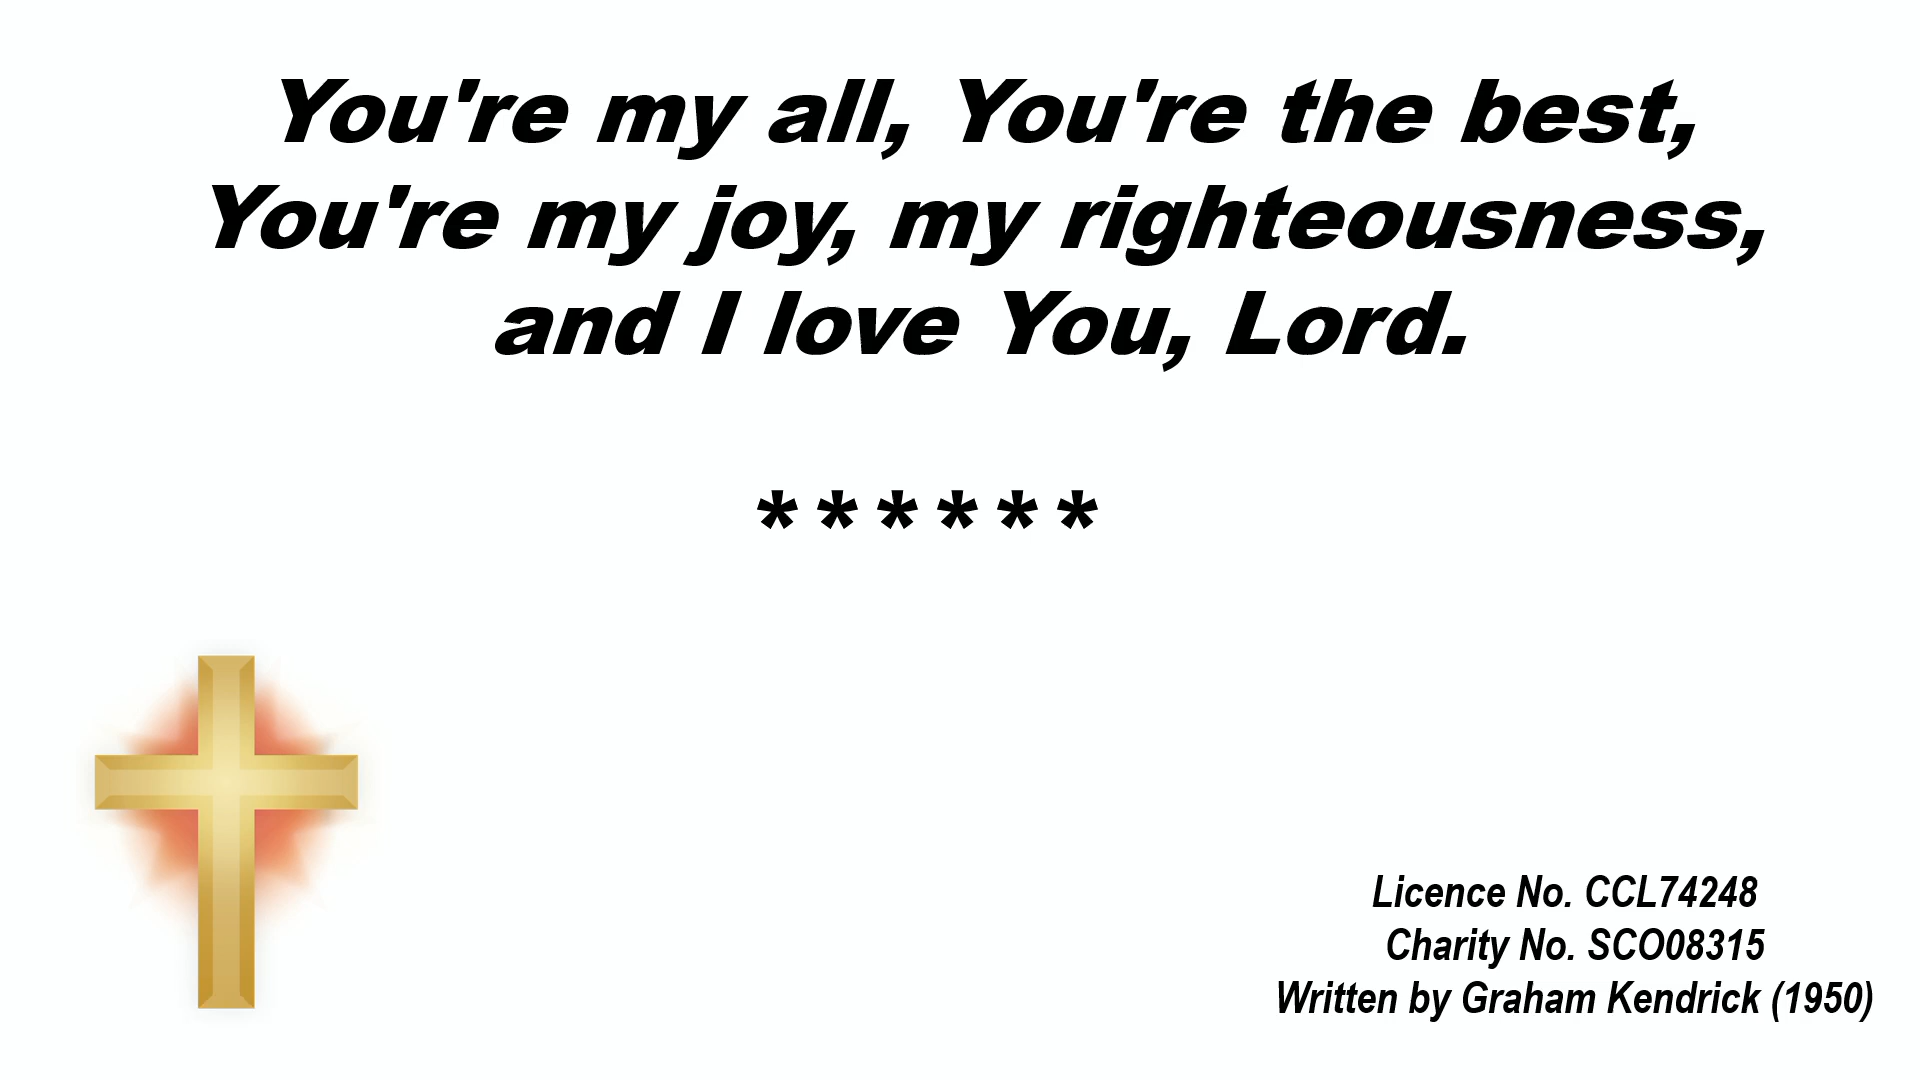 You're my all, You're the best,
You're my joy, my righteousness,
and I love You, Lord.
******
Licence No. CCL74248
Charity No. SCO08315
Written by Graham Kendrick (1950)